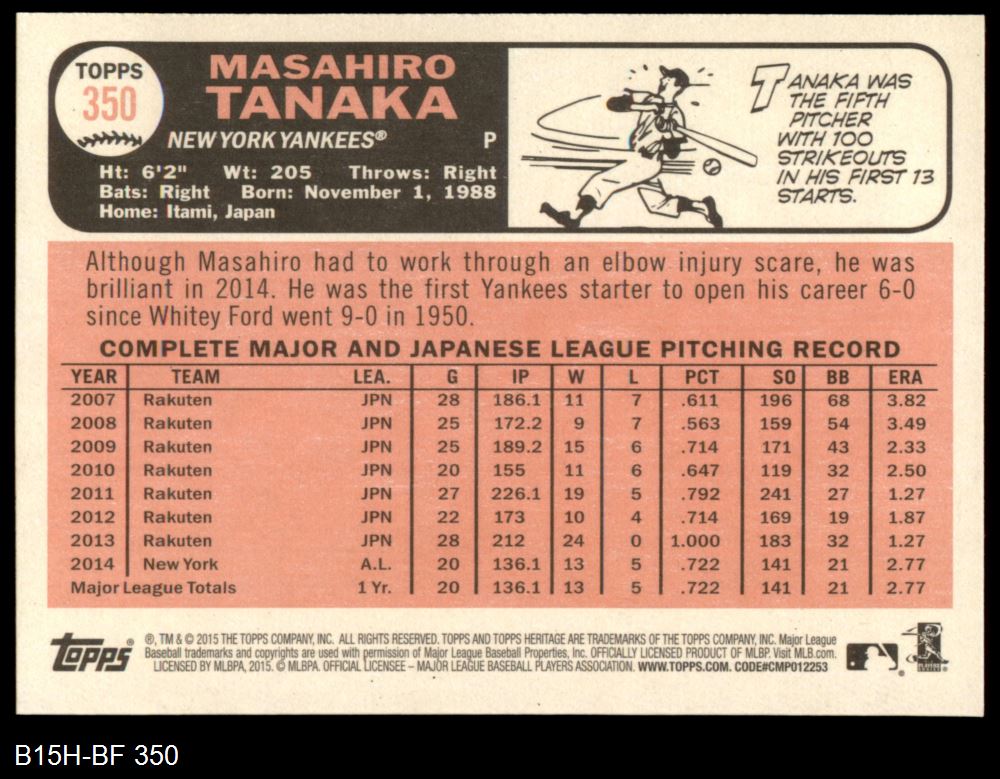 TOPPS
350
MASAHIRO
TANAKA
NEW YORK YANKEES® P
Ht: 6'2" Wt: 205 Throws: Right
Bats: Right Born: November 1, 1988
Home: Itami, Japan
TANAKA WAS
THE FIFTH
PITCHER
WITH 100
STRIKEOUTS
IN HIS FIRST 13
STARTS.
Although Masahiro had to work through an elbow injury scare, he was
brilliant in 2014. He was the first Yankees starter to open his career 6-0
since Whitey Ford went 9-0 in 1950.
COMPLETE MAJOR AND JAPANESE LEAGUE PITCHING RECORD
YEAR TEAM LEA. G IP W L PCT SO BB ERA
2007 Rakuten JPN 28 186.1 11 7 .611 196 68 3.82
2008 Rakuten JPN 25 172.2 9 7 .563 159 54 3.49
2009 Rakuten JPN 25 189.2 15 6 .714 171 43 2.33
2010 Rakuten JPN 20 155 11 6 .647 119 32 2.50
2011 Rakuten JPN 27 226.1 19 5 .792 241 27 1.27
2012 Rakuten JPN 22 173 10 4 .714 169 19 1.87
2013 Rakuten JPN 28 212 24 0 1.000 183 32 1.27
2014 New York A.L. 20 136.1 13 5 .722 141 21 2.77
Major League Totals 1 Yr. 20 136.1 13 5 .722 141 21 2.77
Topps®
®, TM & © 2015 THE TOPPS COMPANY, INC. ALL RIGHTS RESERVED. TOPPS AND TOPPS HERITAGE ARE TRADEMARKS OF THE TOPPS COMPANY, INC. Major League
Baseball trademarks and copyrights are used with permission of Major League Baseball Properties, Inc. OFFICIALLY LICENSED PRODUCT OF MLBP. Visit MLB.com.
LICENSED BY MLBPA, 2015. © MLBPA. OFFICIAL LICENSEE – MAJOR LEAGUE BASEBALL PLAYERS ASSOCIATION. WWW.TOPPS.COM. CODE#CMP012253
B15H-BF 350